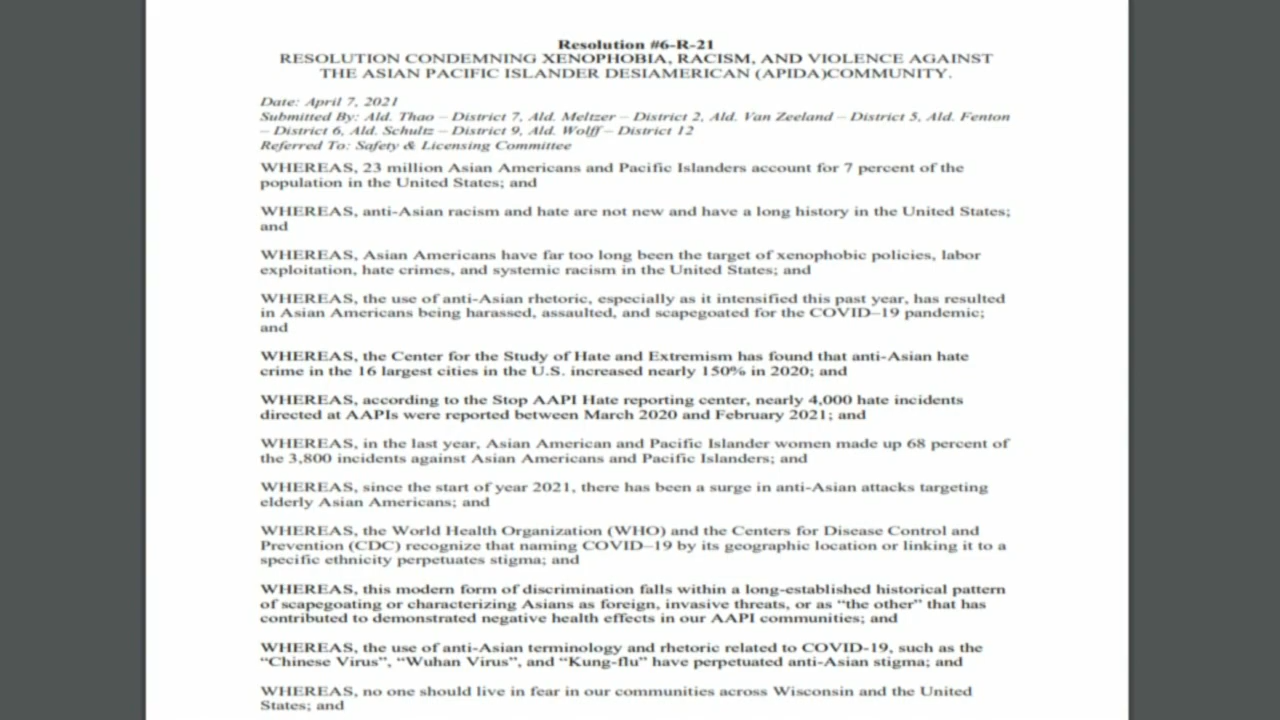 Resolution #6-R-21
RESOLUTION CONDEMNING XENOPHOBIA, RACISM, AND VIOLENCE AGAINST
THE ASIAN PACIFIC ISLANDER DESIAMERICAN (APIDA)COMMUNITY.
Date: April 7, 2021
Submitted By: Ald. Thao – District 7, Ald. Meltzer – District 2, Ald. Van Zeeland – District 5, Ald. Fenton
– District 6, Ald. Schultz – District 9, Ald. Wolff – District 12
Referred To: Safety & Licensing Committee
WHEREAS, 23 million Asian Americans and Pacific Islanders account for 7 percent of the
population in the United States; and
WHEREAS, anti-Asian racism and hate are not new and have a long history in the United States;
and
WHEREAS, Asian Americans have far too long been the target of xenophobic policies, labor
exploitation, hate crimes, and systemic racism in the United States; and
WHEREAS, the use of anti-Asian rhetoric, especially as it intensified this past year, has resulted
in Asian Americans being harassed, assaulted, and scapegoated for the COVID–19 pandemic;
and
WHEREAS, the Center for the Study of Hate and Extremism has found that anti-Asian hate
crime in the 16 largest cities in the U.S. increased nearly 150% in 2020; and
WHEREAS, according to the Stop AAPI Hate reporting center, nearly 4,000 hate incidents
directed at AAPIs were reported between March 2020 and February 2021; and
WHEREAS, in the last year, Asian American and Pacific Islander women made up 68 percent of
the 3,800 incidents against Asian Americans and Pacific Islanders; and
WHEREAS, since the start of year 2021, there has been a surge in anti-Asian attacks targeting
elderly Asian Americans; and
WHEREAS, the World Health Organization (WHO) and the Centers for Disease Control and
Prevention (CDC) recognize that naming COVID–19 by its geographic location or linking it to a
specific ethnicity perpetuates stigma; and
WHEREAS, this modern form of discrimination falls within a long-established historical pattern
of scapegoating or characterizing Asians as foreign, invasive threats, or as “the other” that has
contributed to demonstrated negative health effects in our AAPI communities; and
WHEREAS, the use of anti-Asian terminology and rhetoric related to COVID-19, such as the
“Chinese Virus”, “Wuhan Virus”, and “Kung-flu” have perpetuated anti-Asian stigma; and
WHEREAS, no one should live in fear in our communities across Wisconsin and the United
States; and